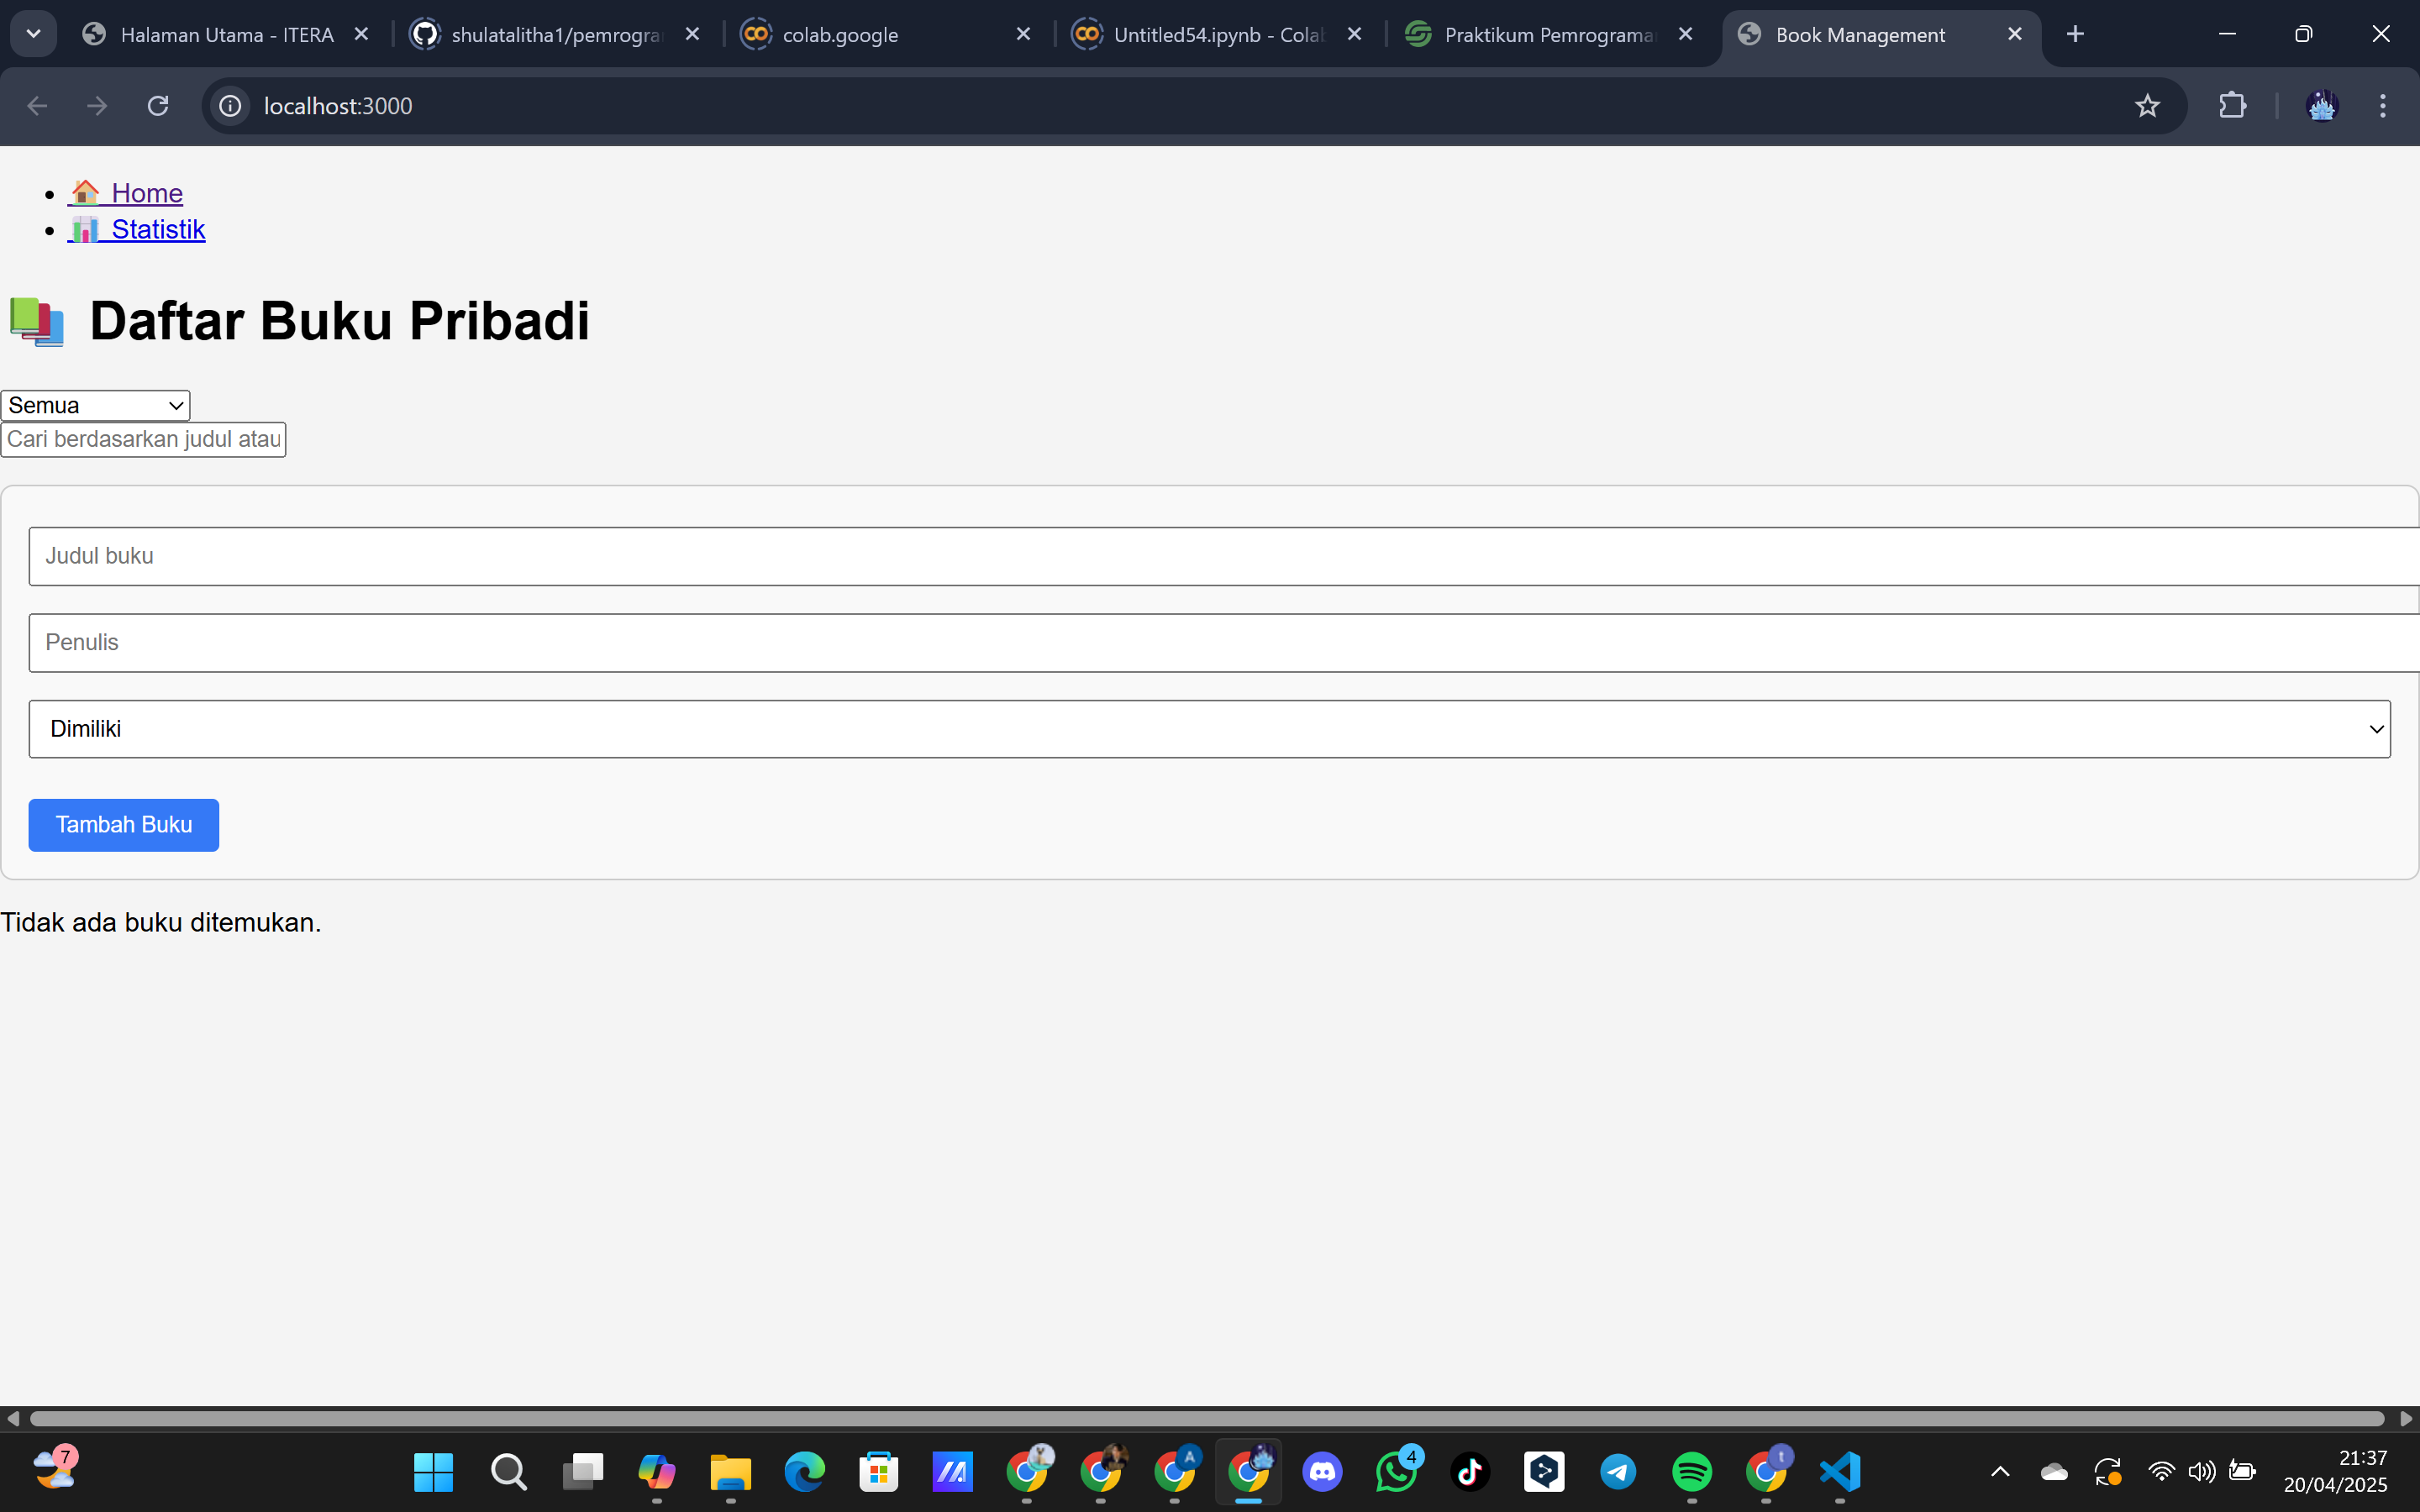 Halaman Utama - ITERA
shulatalitha1/pemrogra
colab.google
Untitled54.ipynb - Colab
Praktikum Pemrograma
Book Management
localhost:3000
Home
Statistik
Daftar Buku Pribadi
Semua
Cari berdasarkan judul atau
Judul buku
Penulis
Dimiliki
Tambah Buku
Tidak ada buku ditemukan.
7
A
4
t
21:37
20/04/2025